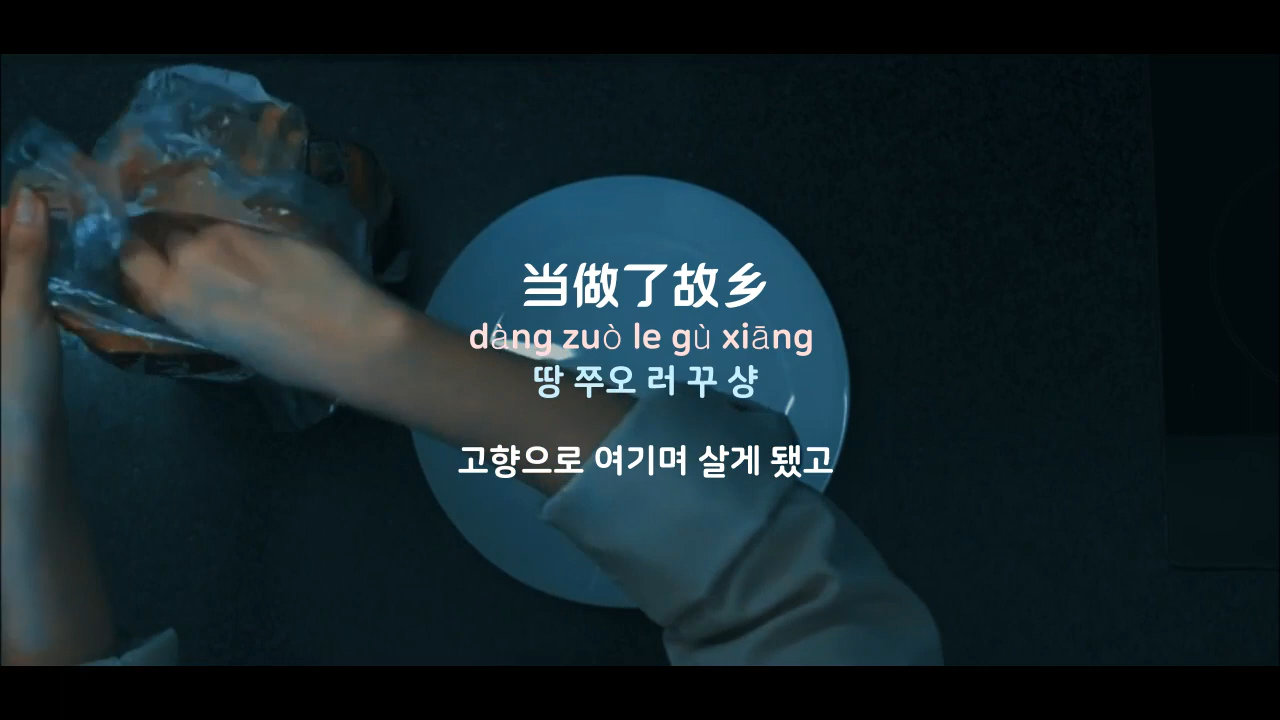 当做了故乡
dàng zuò le gù xiāng
땅 쭈오 러 꾸 샹
고향으로 여기며 살게 됐고